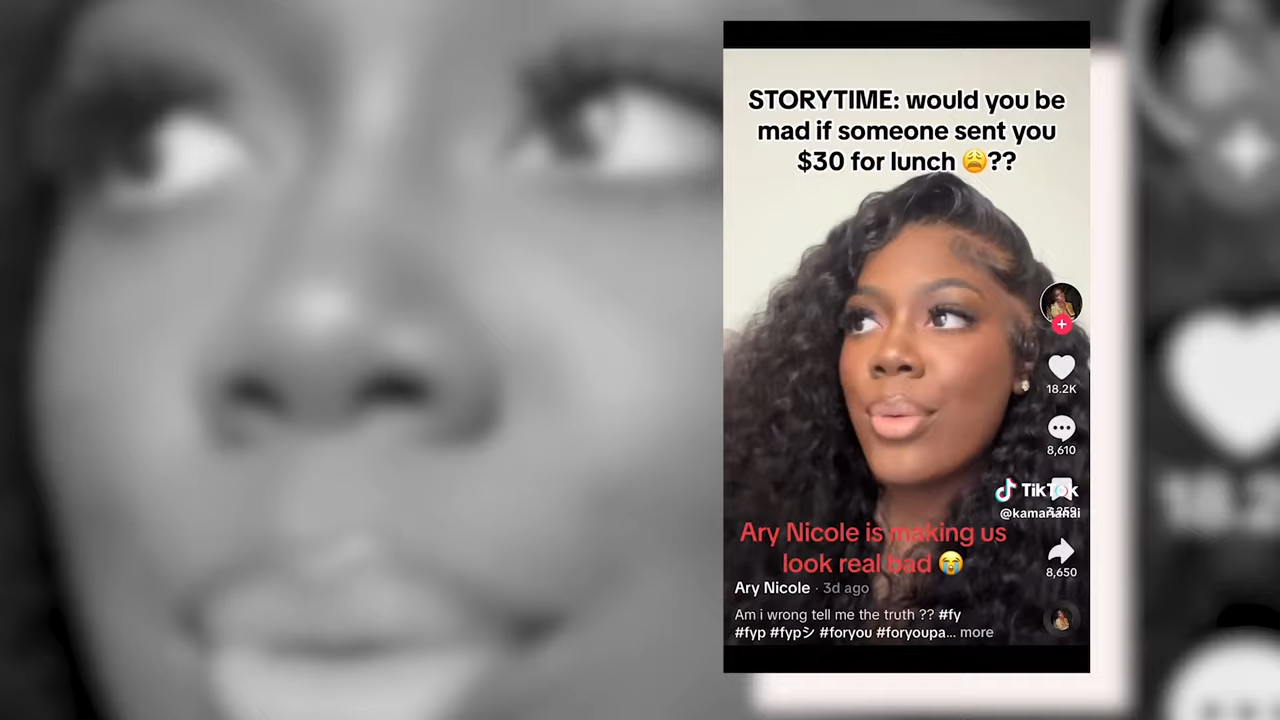 STORYTIME: would you be
mad if someone sent you
$30 for lunch 😩??
18.2K
8,610
TikTok
@kamarianai
Ary Nicole is making us
look real bad 😭
8,650
Ary Nicole · 3d ago
Am i wrong tell me the truth ?? #fy
#fyp #fypシ #foryou #foryoupa... more